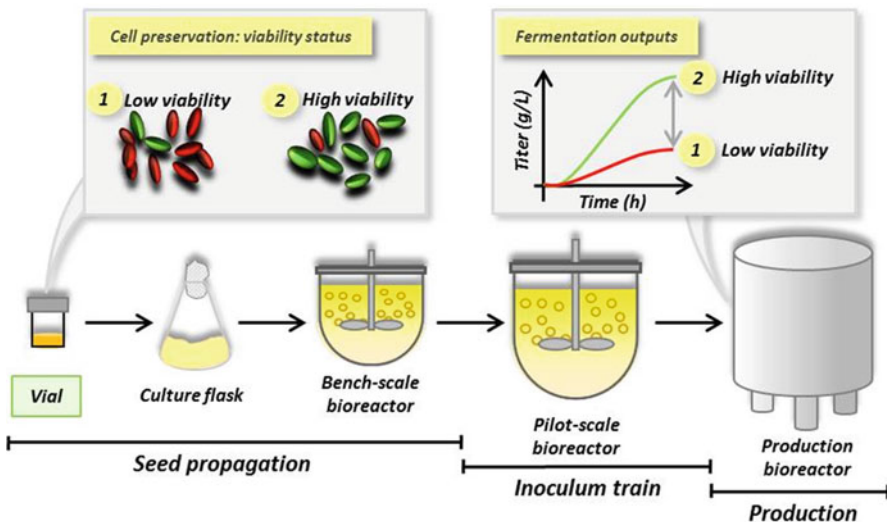 Cell preservation: viability status
1 Low viability
2 High viability
Fermentation outputs
Titer (g/L)
Time (h)
2 High viability
1 Low viability
Vial
Culture flask
Bench-scale
bioreactor
Pilot-scale
bioreactor
Production
bioreactor
Seed propagation
Inoculum train
Production